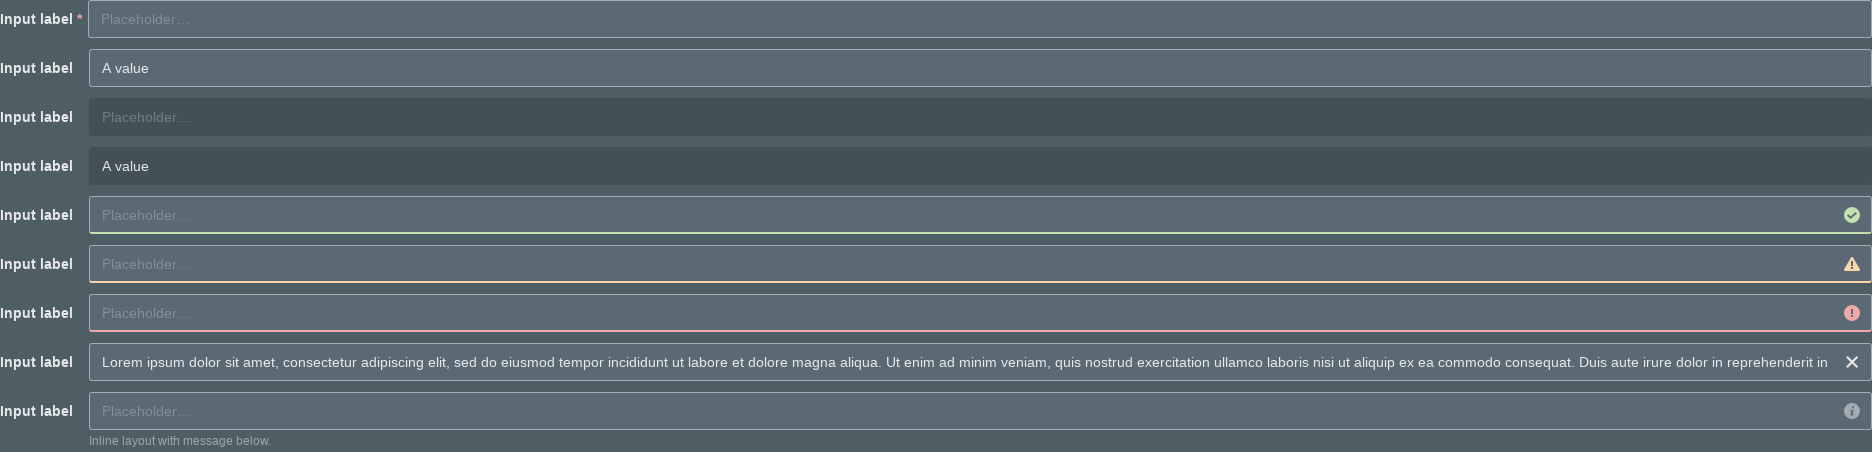 Input label * Placeholder…
Input label A value
Input label Placeholder…
Input label A value
Input label Placeholder…
Input label Placeholder…
Input label Placeholder…
Input label Lorem ipsum dolor sit amet, consectetur adipiscing elit, sed do eiusmod tempor incididunt ut labore et dolore magna aliqua. Ut enim ad minim veniam, quis nostrud exercitation ullamco laboris nisi ut aliquip ex ea commodo consequat. Duis aute irure dolor in reprehenderit in
Input label Placeholder…
Inline layout with message below.